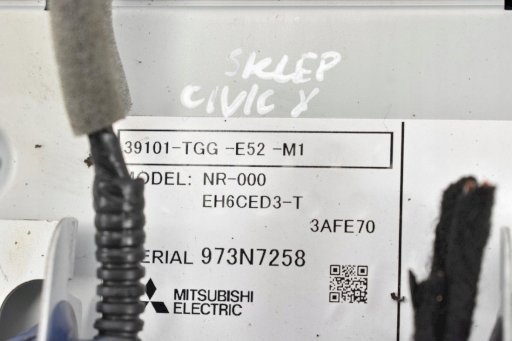 SKLEP
CIVIC X
39101-TGG -E52 -M1
MODEL: NR-000
EH6CED3-T
3AFE70
SERIAL 973N7258
MITSUBISHI
ELECTRIC